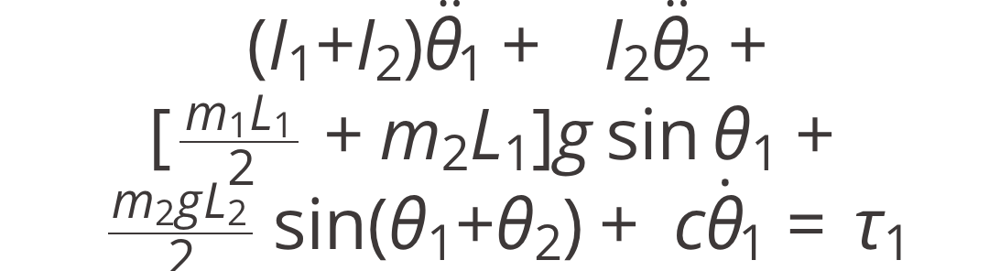 (I₁+I₂)θ̈₁ + I₂θ̈₂ +
[m₁L₁/2 + m₂L₁]g sin θ₁ +
m₂gL₂/2 sin(θ₁+θ₂) + cθ̇₁ = τ₁